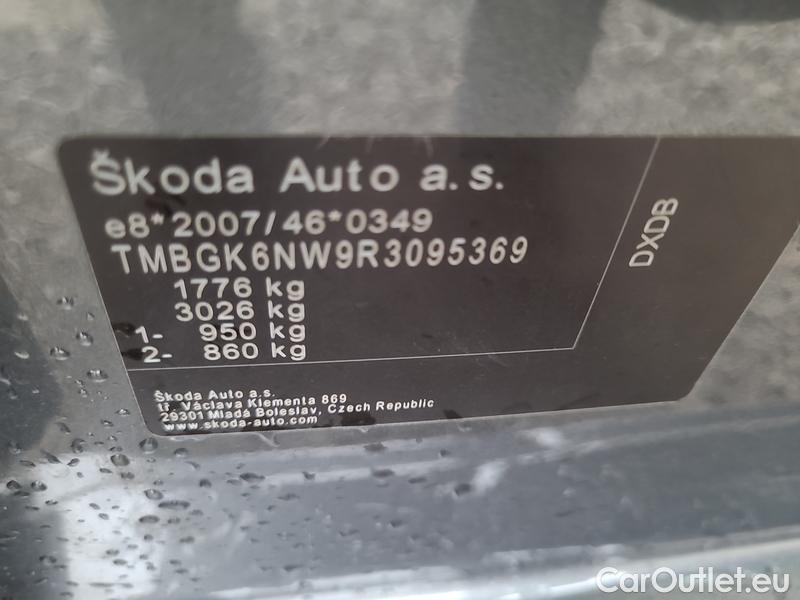 Škoda Auto a.s.
e8*2007/46*0349
TMBGK6NW9R3095369
1776 kg
3026 kg
1- 950 kg
2- 860 kg
DXDB
Škoda Auto a.s.
tř. Václava Klementa 869
29301 Mladá Boleslav, Czech Republic
www.skoda-auto.com
CarOutlet.eu